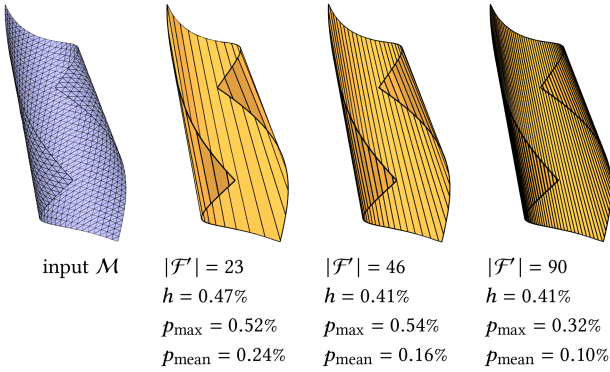 input ℳ
|ℱ′| = 23
h = 0.47%
p_max = 0.52%
p_mean = 0.24%
|ℱ′| = 46
h = 0.41%
p_max = 0.54%
p_mean = 0.16%
|ℱ′| = 90
h = 0.41%
p_max = 0.32%
p_mean = 0.10%